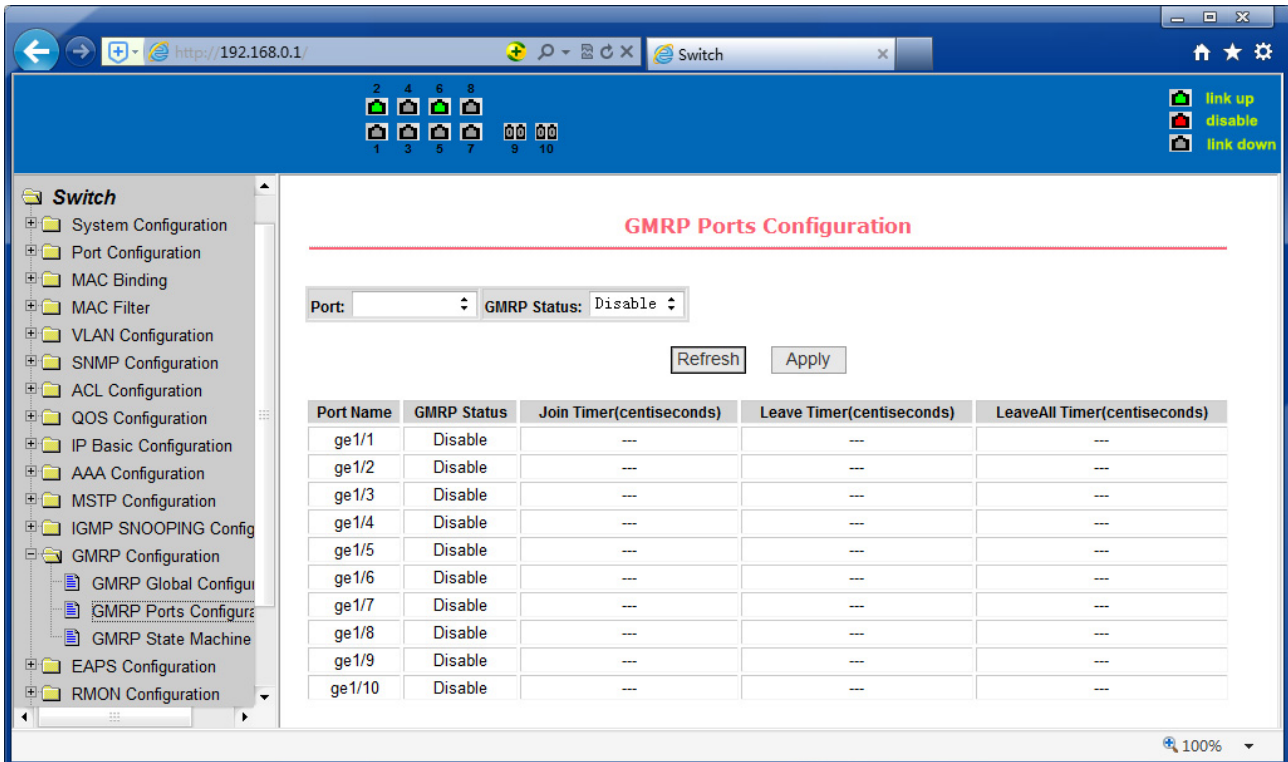 http://192.168.0.1/
Switch
2 4 6 8
1 3 5 7 9 10
link up
disable
link down
Switch
System Configuration
Port Configuration
MAC Binding
MAC Filter
VLAN Configuration
SNMP Configuration
ACL Configuration
QOS Configuration
IP Basic Configuration
AAA Configuration
MSTP Configuration
IGMP SNOOPING Config
GMRP Configuration
GMRP Global Configur
GMRP Ports Configura
GMRP State Machine
EAPS Configuration
RMON Configuration
GMRP Ports Configuration
Port: GMRP Status: Disable
Refresh Apply
Port Name GMRP Status Join Timer(centiseconds) Leave Timer(centiseconds) LeaveAll Timer(centiseconds)
ge1/1 Disable --- --- ---
ge1/2 Disable --- --- ---
ge1/3 Disable --- --- ---
ge1/4 Disable --- --- ---
ge1/5 Disable --- --- ---
ge1/6 Disable --- --- ---
ge1/7 Disable --- --- ---
ge1/8 Disable --- --- ---
ge1/9 Disable --- --- ---
ge1/10 Disable --- --- ---
100%